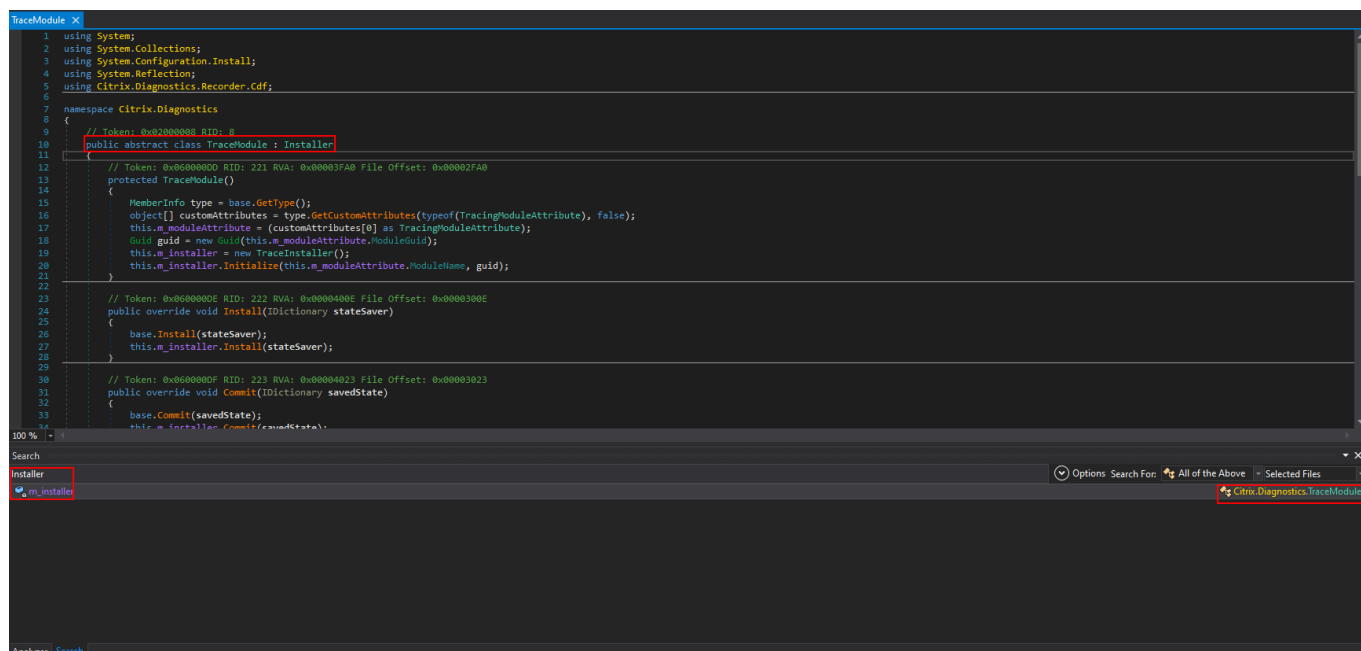 TraceModule
1 using System;
2 using System.Collections;
3 using System.Configuration.Install;
4 using System.Reflection;
5 using Citrix.Diagnostics.Recorder.Cdf;
6
7 namespace Citrix.Diagnostics
8 {
9 // Token: 0x02000008 RID: 8
10 public abstract class TraceModule : Installer
11 {
12 // Token: 0x060000DD RID: 221 RVA: 0x00003FA0 File Offset: 0x00002FA0
13 protected TraceModule()
14 {
15 MemberInfo type = base.GetType();
16 object[] customAttributes = type.GetCustomAttributes(typeof(TracingModuleAttribute), false);
17 this.m_moduleAttribute = (customAttributes[0] as TracingModuleAttribute);
18 Guid guid = new Guid(this.m_moduleAttribute.ModuleGuid);
19 this.m_installer = new TraceInstaller();
20 this.m_installer.Initialize(this.m_moduleAttribute.ModuleName, guid);
21 }
22
23 // Token: 0x060000DE RID: 222 RVA: 0x0000400E File Offset: 0x0000300E
24 public override void Install(IDictionary stateSaver)
25 {
26 base.Install(stateSaver);
27 this.m_installer.Install(stateSaver);
28 }
29
30 // Token: 0x060000DF RID: 223 RVA: 0x00004023 File Offset: 0x00003023
31 public override void Commit(IDictionary savedState)
32 {
33 base.Commit(savedState);
34 this.m_installer.Commit(savedState);
100 %
Search
Installer Options Search For: All of the Above Selected Files
m_installer Citrix.Diagnostics.TraceModule
Analyzer Search